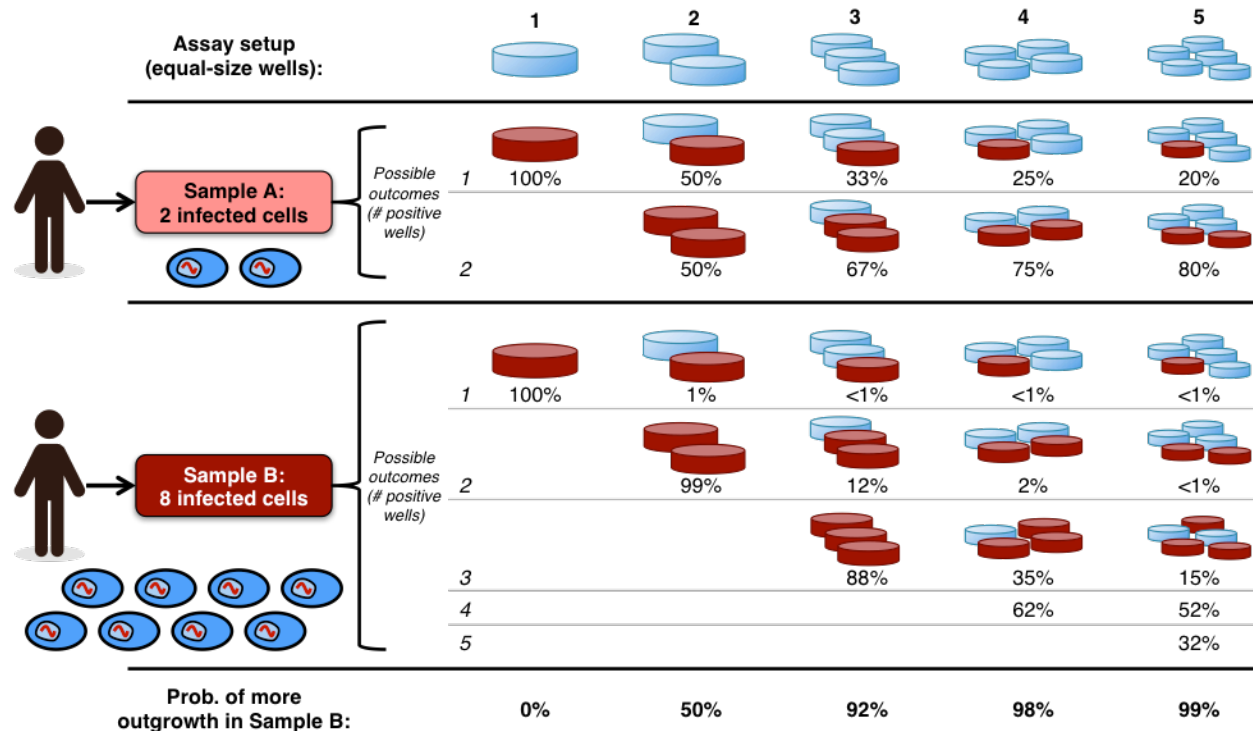 1 2 3 4 5
Assay setup
(equal-size wells):
Sample A:
2 infected cells
Possible
outcomes
(# positive
wells)
1 100% 50% 33% 25% 20%
2 50% 67% 75% 80%
Sample B:
8 infected cells
Possible
outcomes
(# positive
wells)
1 100% 1% <1% <1% <1%
2 99% 12% 2% <1%
3 88% 35% 15%
4 62% 52%
5 32%
Prob. of more
outgrowth in Sample B:
0% 50% 92% 98% 99%